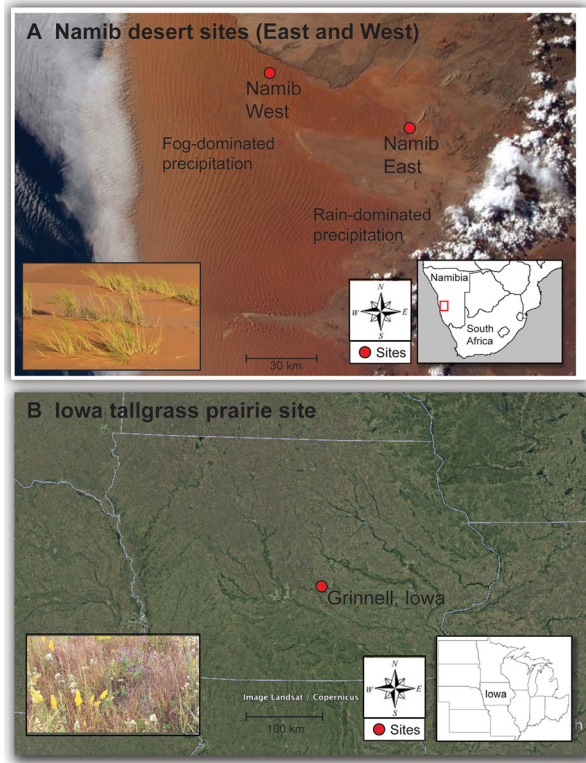 A Namib desert sites (East and West)
Namib
West
Namib
East
Fog-dominated
precipitation
Rain-dominated
precipitation
N
W
E
S
Sites
30 km
Namibia
South
Africa
B Iowa tallgrass prairie site
Grinnell, Iowa
Image Landsat / Copernicus
100 km
N
W
E
S
Sites
Iowa